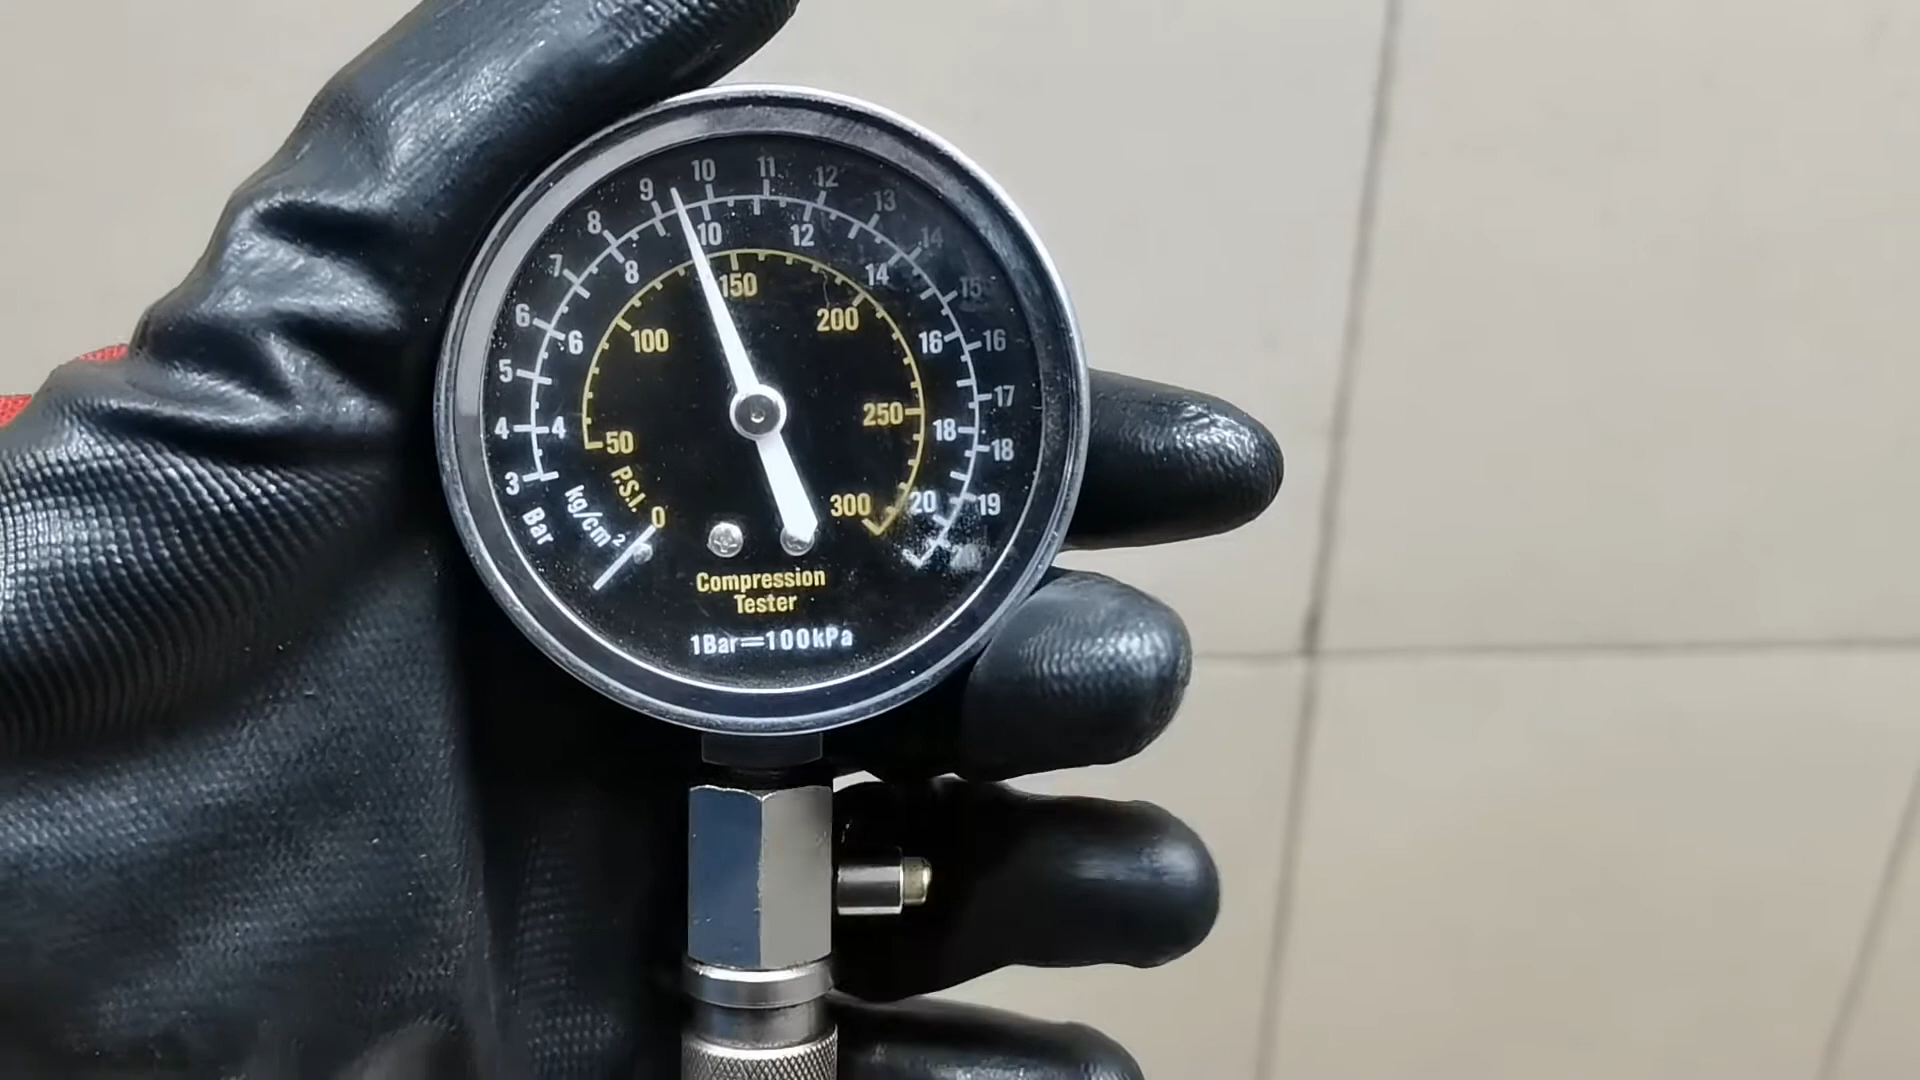 3 4 5 6 7 8 9 10 11 12 13 14 15 16 17 18 19
4 6 8 10 12 14 16 18 20
0 50 100 150 200 250 300
Bar
kg/cm²
P.S.I.
Compression
Tester
1Bar=100kPa